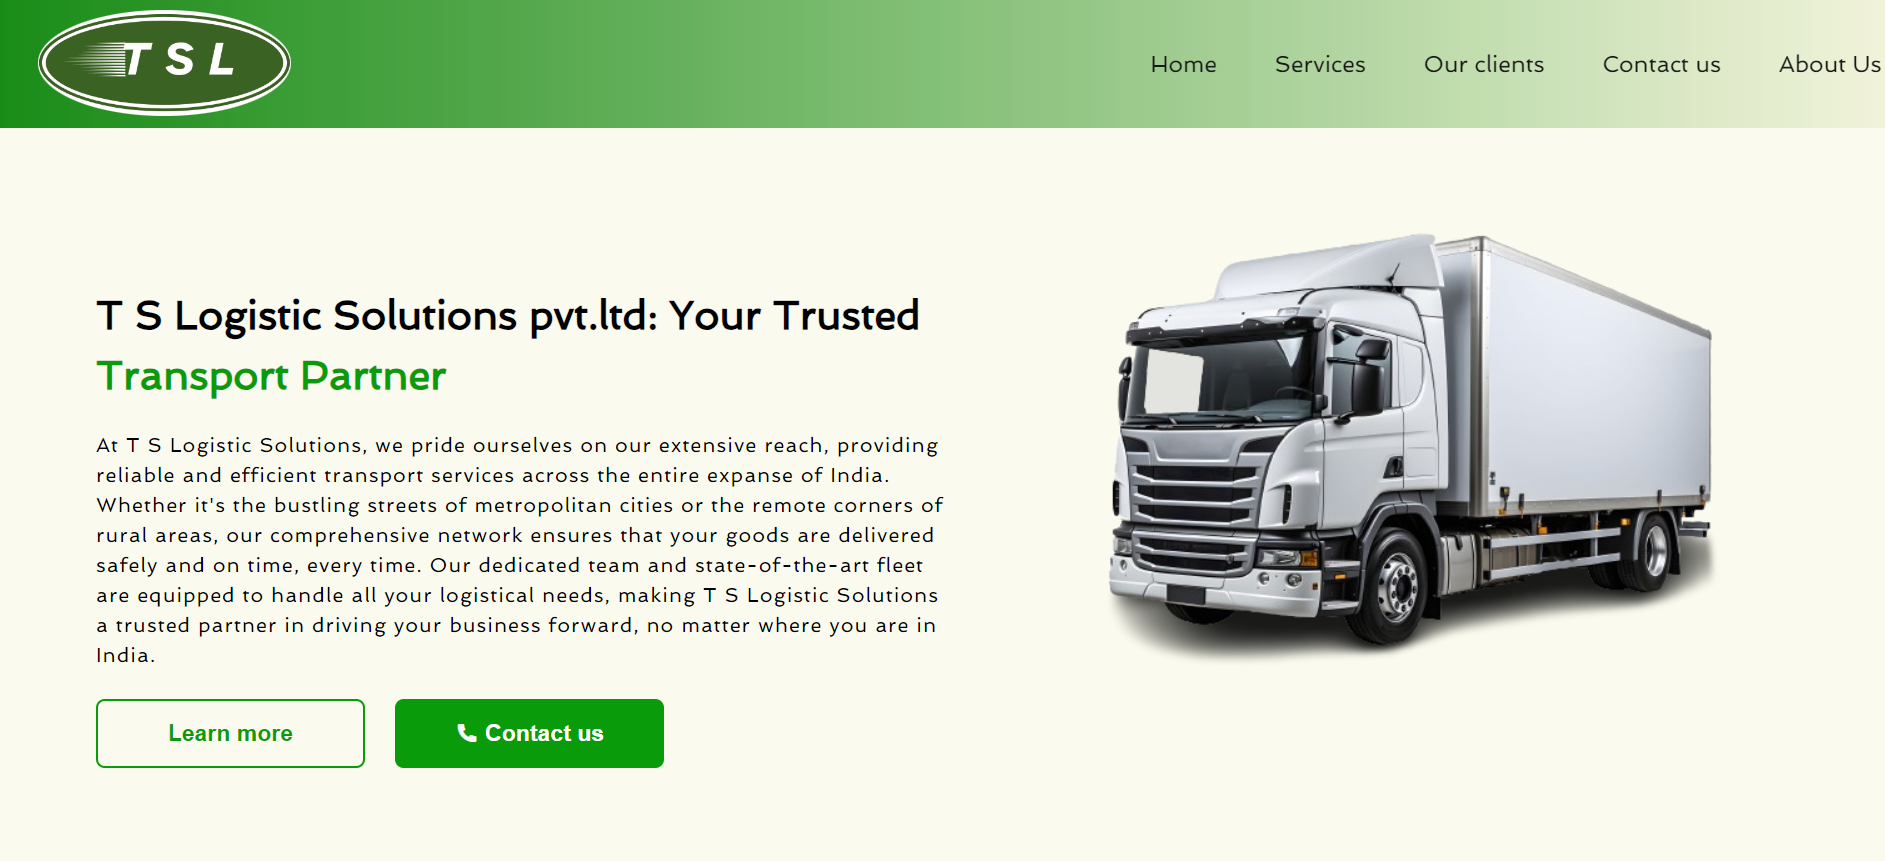 T S L
Home
Services
Our clients
Contact us
About Us
T S Logistic Solutions pvt.ltd: Your Trusted
Transport Partner
At T S Logistic Solutions, we pride ourselves on our extensive reach, providing
reliable and efficient transport services across the entire expanse of India.
Whether it's the bustling streets of metropolitan cities or the remote corners of
rural areas, our comprehensive network ensures that your goods are delivered
safely and on time, every time. Our dedicated team and state-of-the-art fleet
are equipped to handle all your logistical needs, making T S Logistic Solutions
a trusted partner in driving your business forward, no matter where you are in
India.
Learn more
Contact us